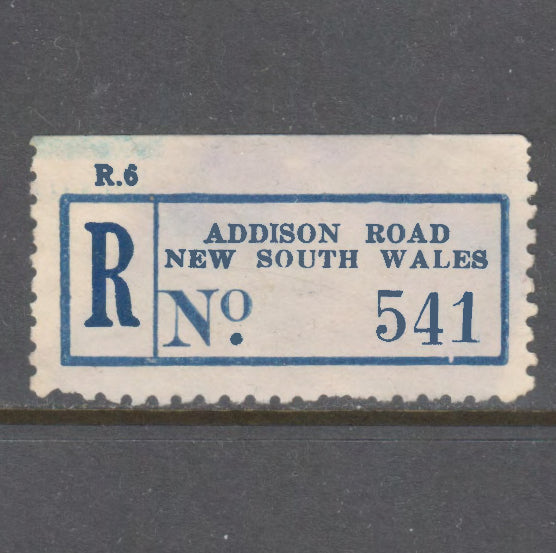 R.6
R
ADDISON ROAD
NEW SOUTH WALES
Nº. 541